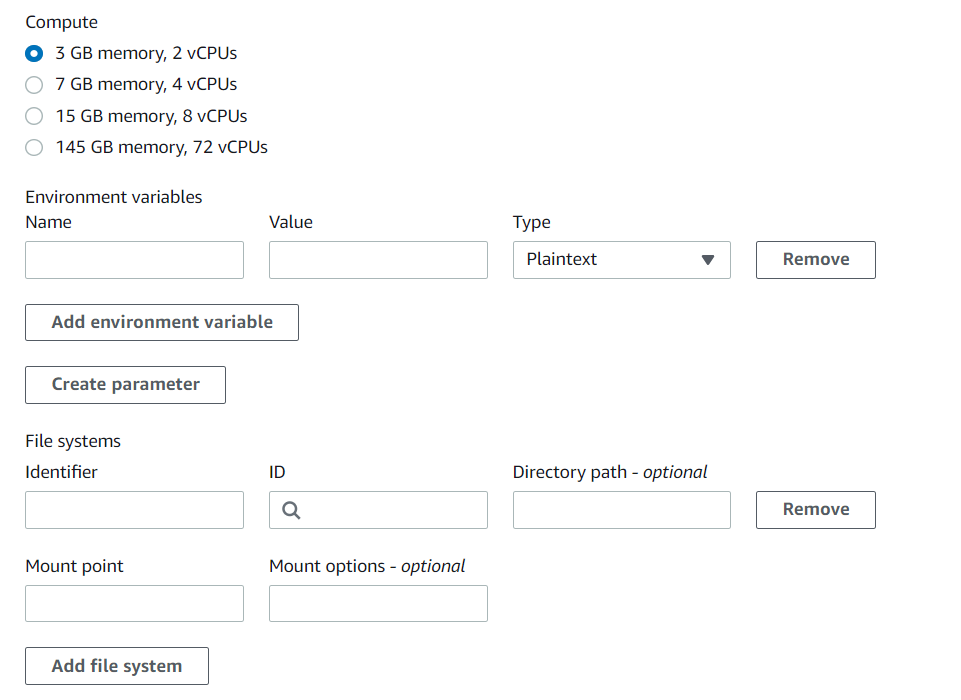 Compute
3 GB memory, 2 vCPUs
7 GB memory, 4 vCPUs
15 GB memory, 8 vCPUs
145 GB memory, 72 vCPUs
Environment variables
Name Value Type
Plaintext Remove
Add environment variable
Create parameter
File systems
Identifier ID Directory path - optional
Remove
Mount point Mount options - optional
Add file system